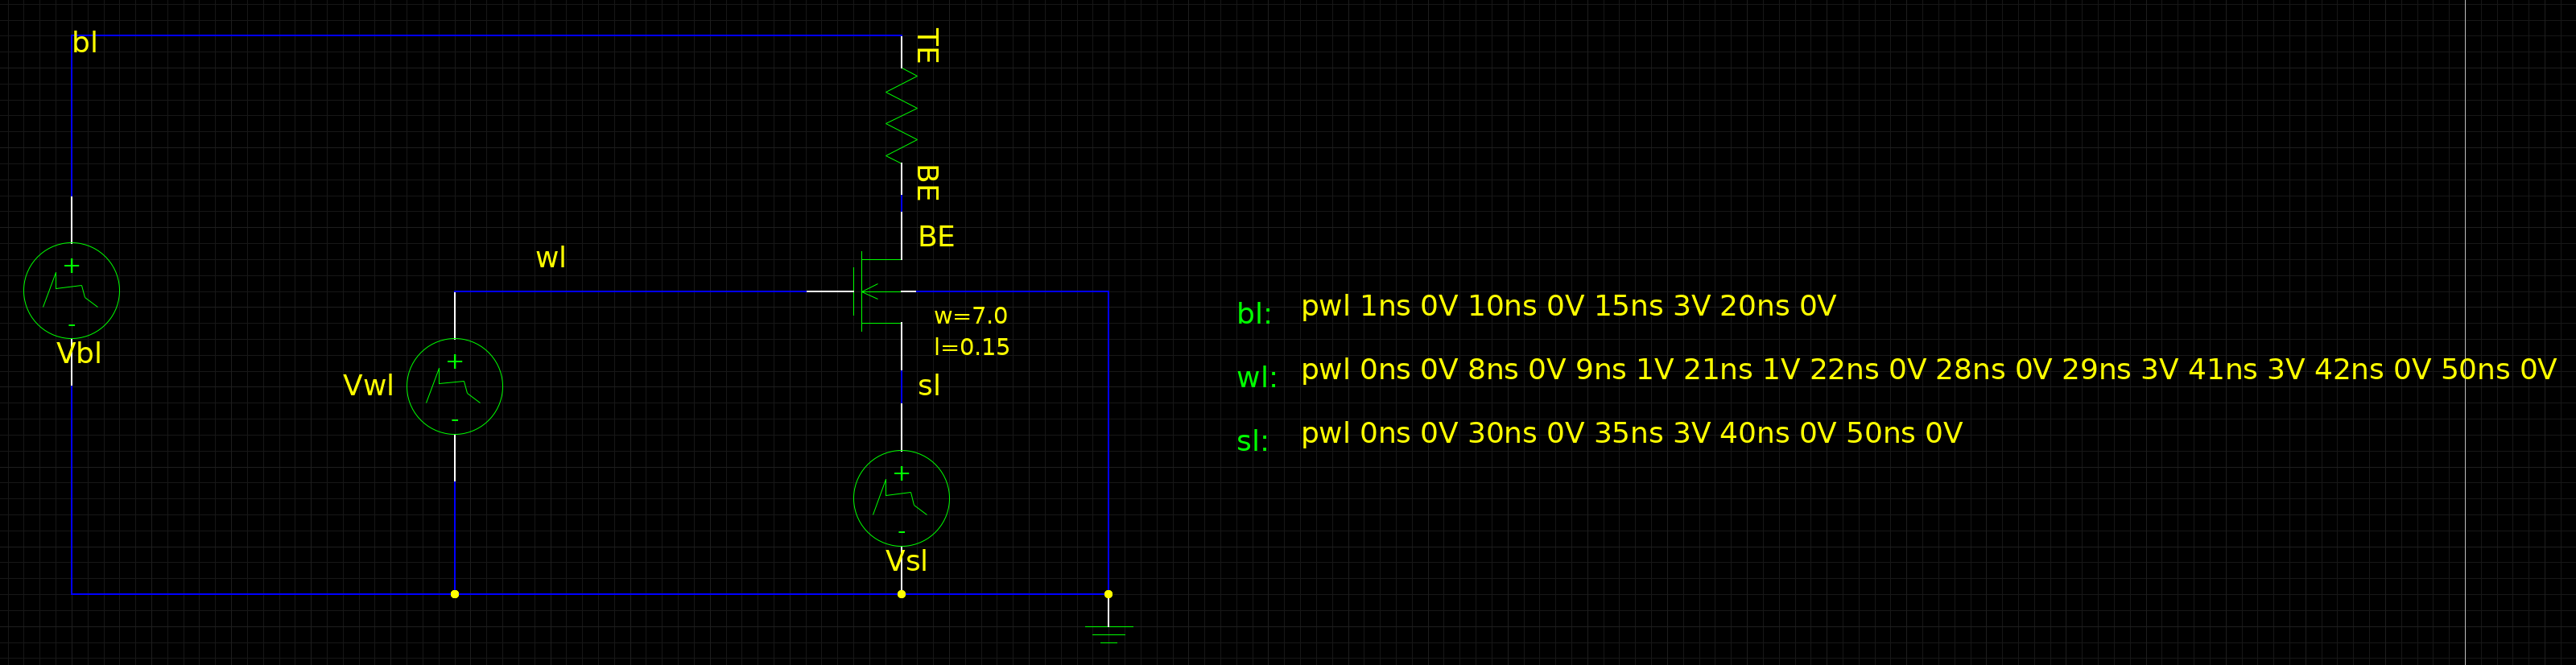 bl
TE
BE
BE
wl
w=7.0
l=0.15
sl
+
-
Vbl
+
-
Vwl
+
-
Vsl
bl: pwl 1ns 0V 10ns 0V 15ns 3V 20ns 0V
wl: pwl 0ns 0V 8ns 0V 9ns 1V 21ns 1V 22ns 0V 28ns 0V 29ns 3V 41ns 3V 42ns 0V 50ns 0V
sl: pwl 0ns 0V 30ns 0V 35ns 3V 40ns 0V 50ns 0V